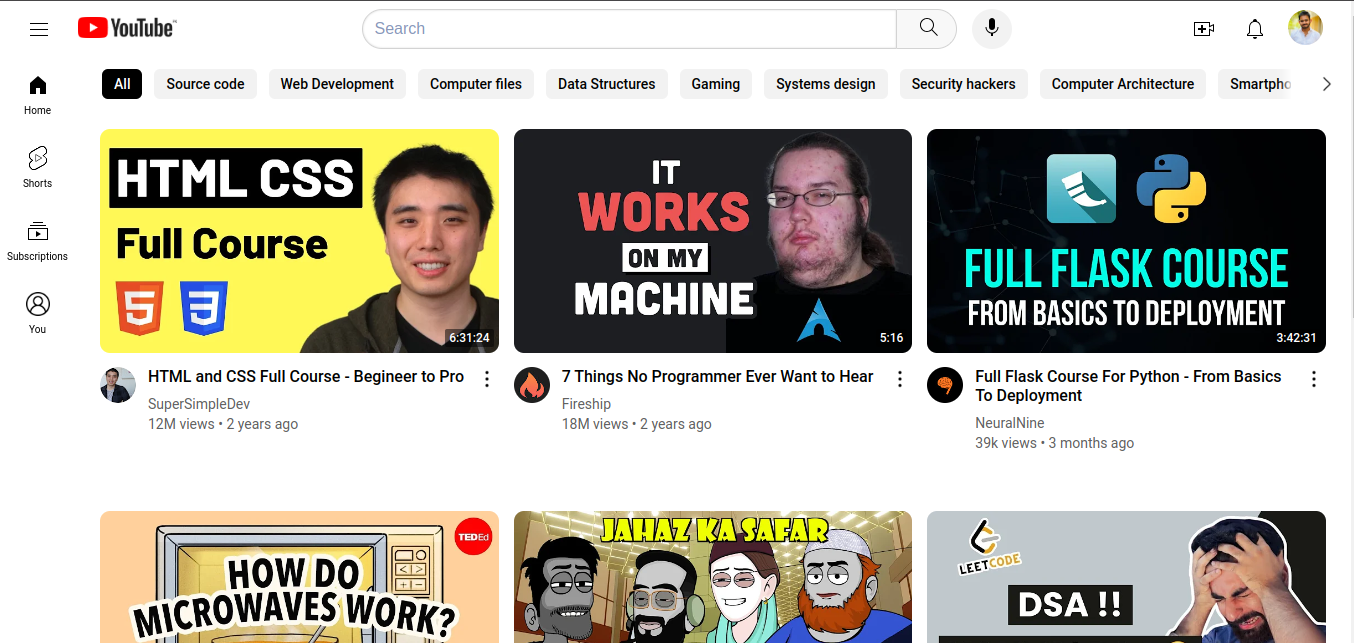 YouTube
Search
All
Source code
Web Development
Computer files
Data Structures
Gaming
Systems design
Security hackers
Computer Architecture
Smartpho
Home
Shorts
Subscriptions
You
HTML CSS
Full Course
5
3
6:31:24
IT
WORKS
ON MY
MACHINE
5:16
FULL FLASK COURSE
FROM BASICS TO DEPLOYMENT
3:42:31
HTML and CSS Full Course - Begineer to Pro
SuperSimpleDev
12M views • 2 years ago
7 Things No Programmer Ever Want to Hear
Fireship
18M views • 2 years ago
Full Flask Course For Python - From Basics
To Deployment
NeuralNine
39k views • 3 months ago
TEDEd
HOW DO
MICROWAVES WORK?
JAHAZ KA SAFAR
LEETCODE
DSA !!